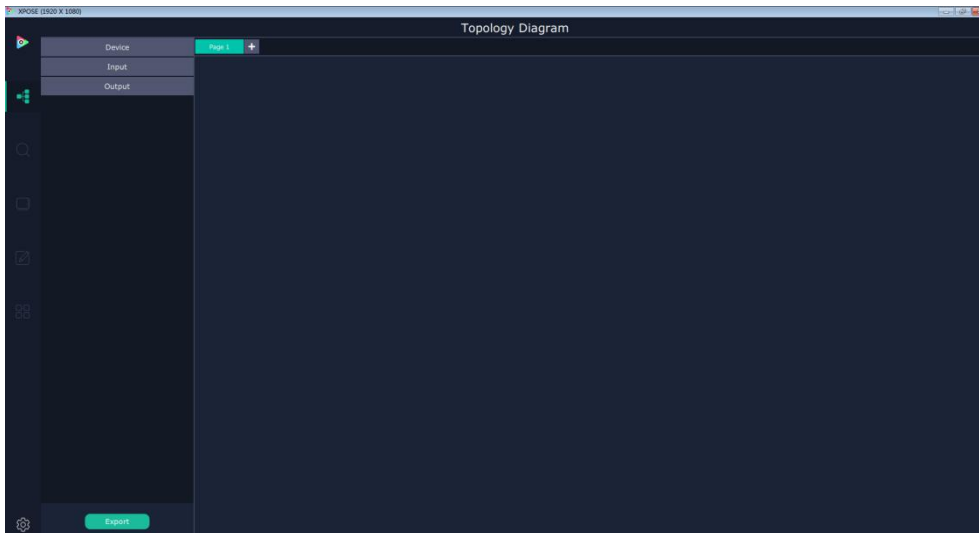 XPOSE (1920 X 1080)
Topology Diagram
Device
Page 1
Input
Output
Export